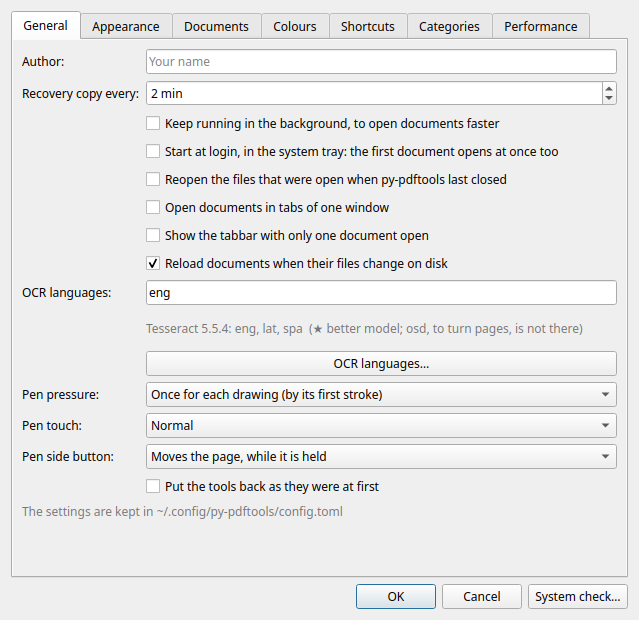 General Appearance Documents Colours Shortcuts Categories Performance
Author: Your name
Recovery copy every: 2 min
Keep running in the background, to open documents faster
Start at login, in the system tray: the first document opens at once too
Reopen the files that were open when py-pdftools last closed
Open documents in tabs of one window
Show the tabbar with only one document open
Reload documents when their files change on disk
OCR languages: eng
Tesseract 5.5.4: eng, lat, spa (★ better model; osd, to turn pages, is not there)
OCR languages...
Pen pressure: Once for each drawing (by its first stroke)
Pen touch: Normal
Pen side button: Moves the page, while it is held
Put the tools back as they were at first
The settings are kept in ~/.config/py-pdftools/config.toml
OK Cancel System check...